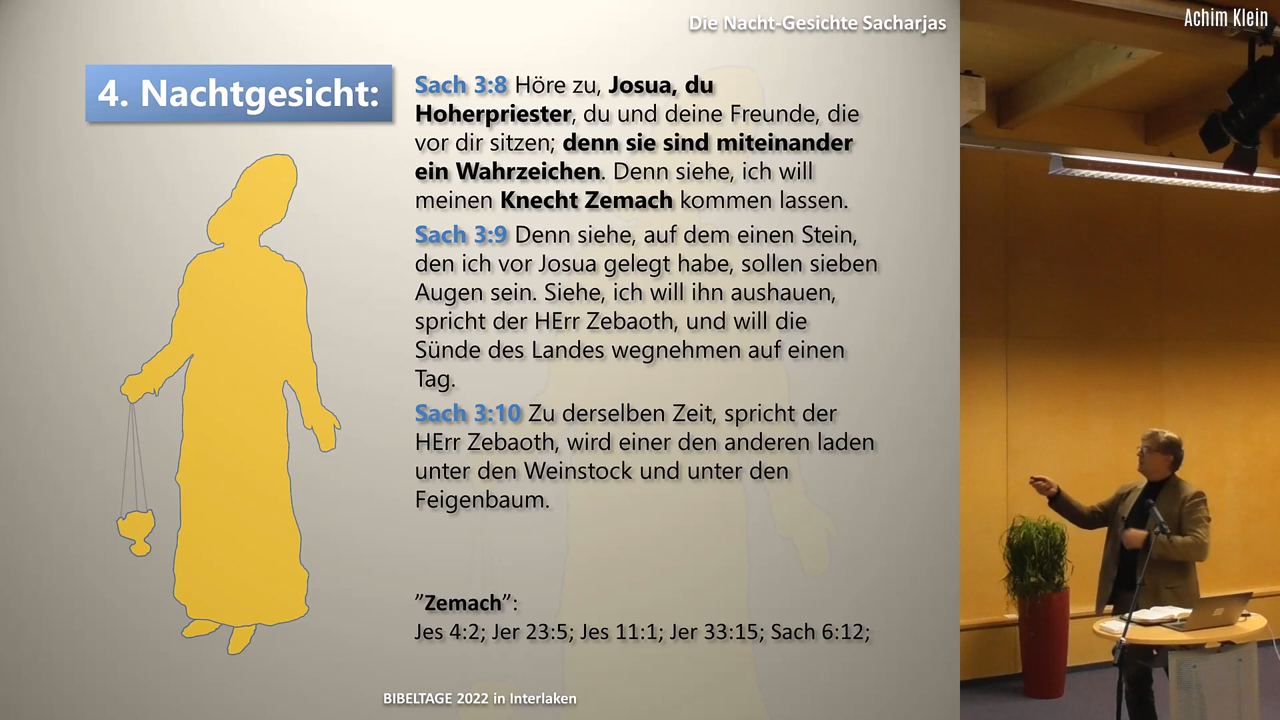 Die Nacht-Gesichte Sacharjas
Achim Klein
4. Nachtgesicht:
Sach 3:8 Höre zu, Josua, du
Hoherpriester, du und deine Freunde, die
vor dir sitzen; denn sie sind miteinander
ein Wahrzeichen. Denn siehe, ich will
meinen Knecht Zemach kommen lassen.
Sach 3:9 Denn siehe, auf dem einen Stein,
den ich vor Josua gelegt habe, sollen sieben
Augen sein. Siehe, ich will ihn aushauen,
spricht der HErr Zebaoth, und will die
Sünde des Landes wegnehmen auf einen
Tag.
Sach 3:10 Zu derselben Zeit, spricht der
HErr Zebaoth, wird einer den anderen laden
unter den Weinstock und unter den
Feigenbaum.
”Zemach”:
Jes 4:2; Jer 23:5; Jes 11:1; Jer 33:15; Sach 6:12;
BIBELTAGE 2022 in Interlaken